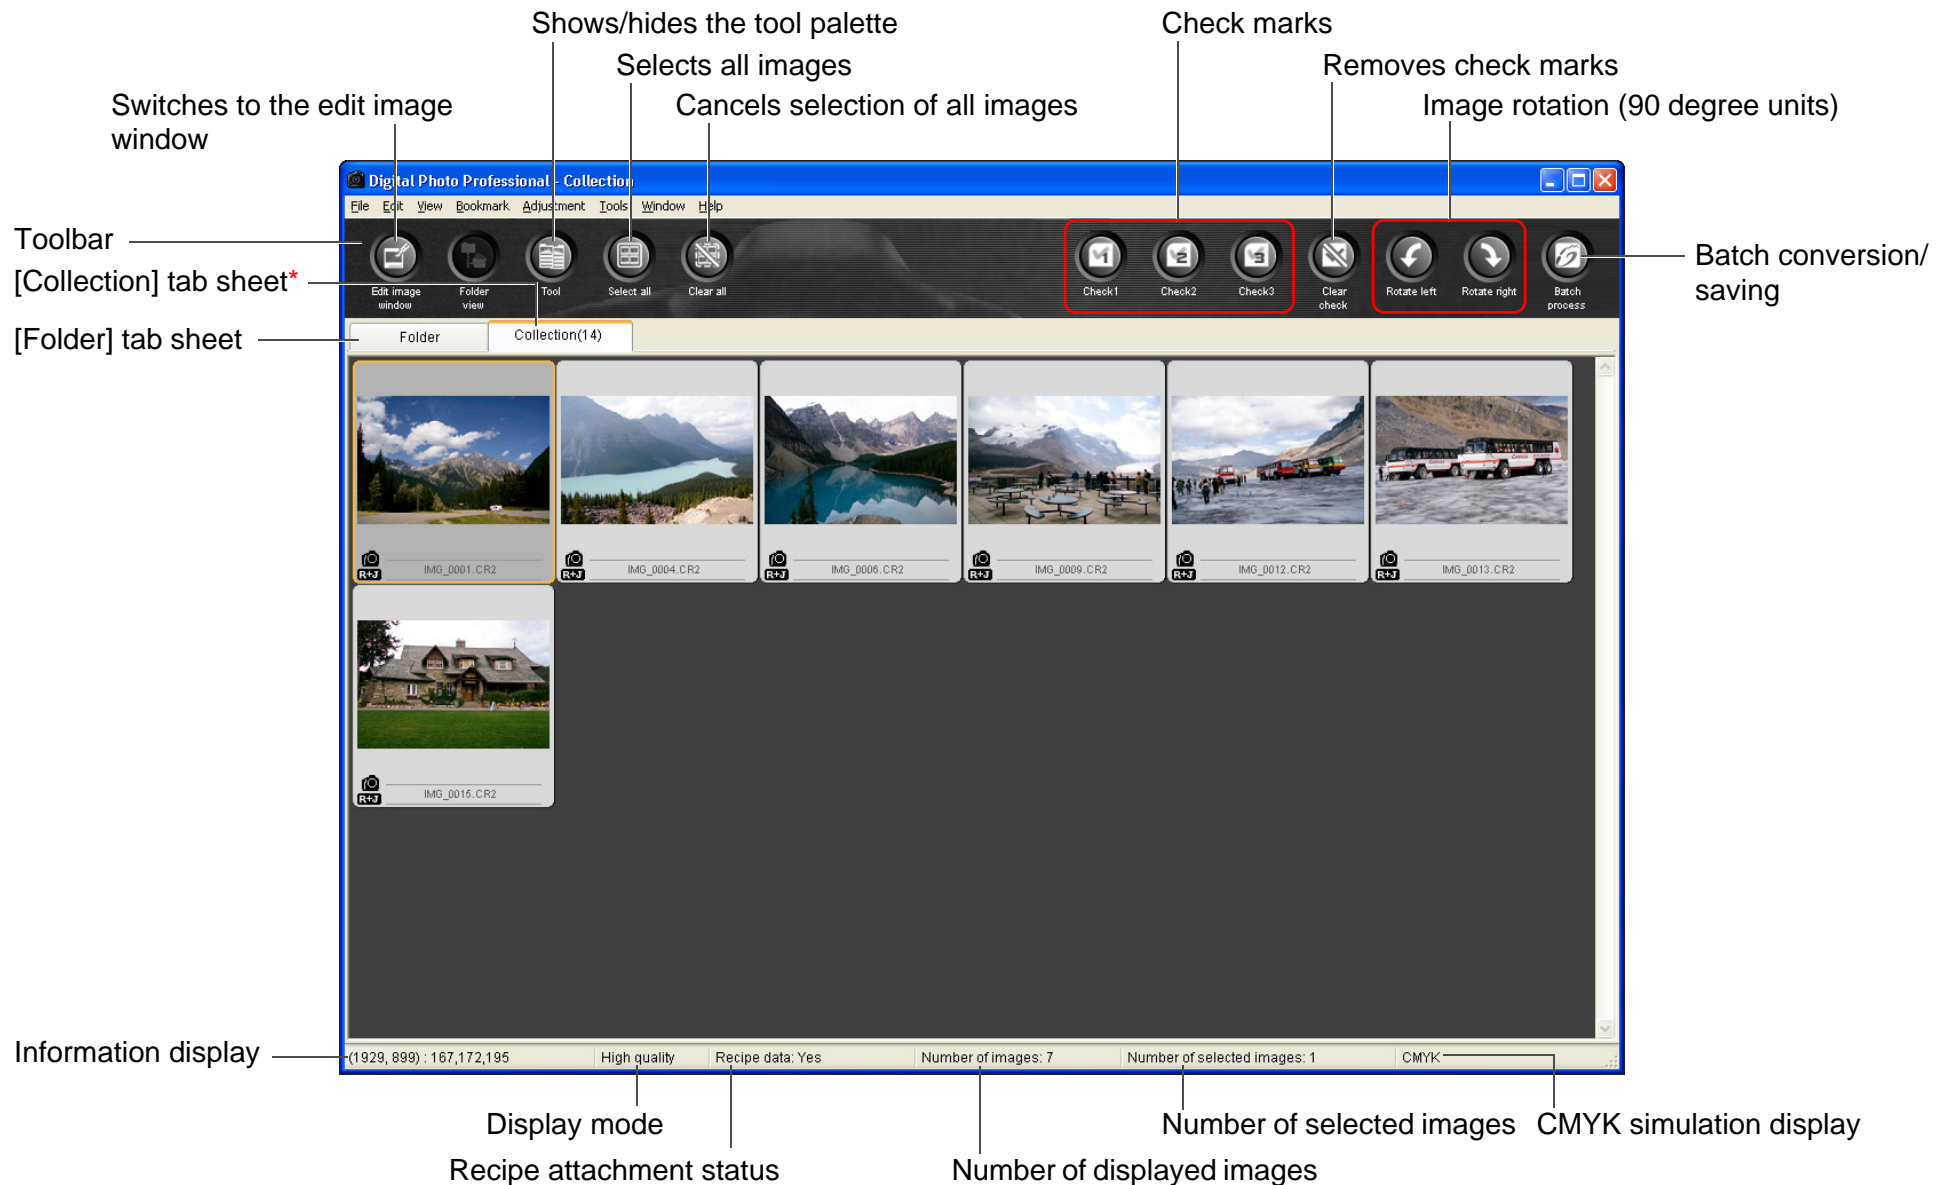 Shows/hides the tool palette
Check marks
Selects all images
Removes check marks
Switches to the edit image
window
Cancels selection of all images
Image rotation (90 degree units)
Digital Photo Professional - Collection
File Edit View Bookmark Adjustment Tools Window Help
Toolbar
[Collection] tab sheet*
[Folder] tab sheet
Edit image
window
Folder
view
Tool
Select all
Clear all
1
Check1
2
Check2
3
Check3
Clear
check
Rotate left
Rotate right
Batch
process
Batch conversion/
saving
Folder
Collection(14)
R+J
IMG_0001.CR2
R+J
IMG_0004.CR2
R+J
IMG_0006.CR2
R+J
IMG_0009.CR2
R+J
IMG_0012.CR2
R+J
IMG_0013.CR2
R+J
IMG_0015.CR2
Information display
(1929, 899) : 167,172,195
High quality
Recipe data: Yes
Number of images: 7
Number of selected images: 1
CMYK
Display mode
Number of selected images
CMYK simulation display
Recipe attachment status
Number of displayed images